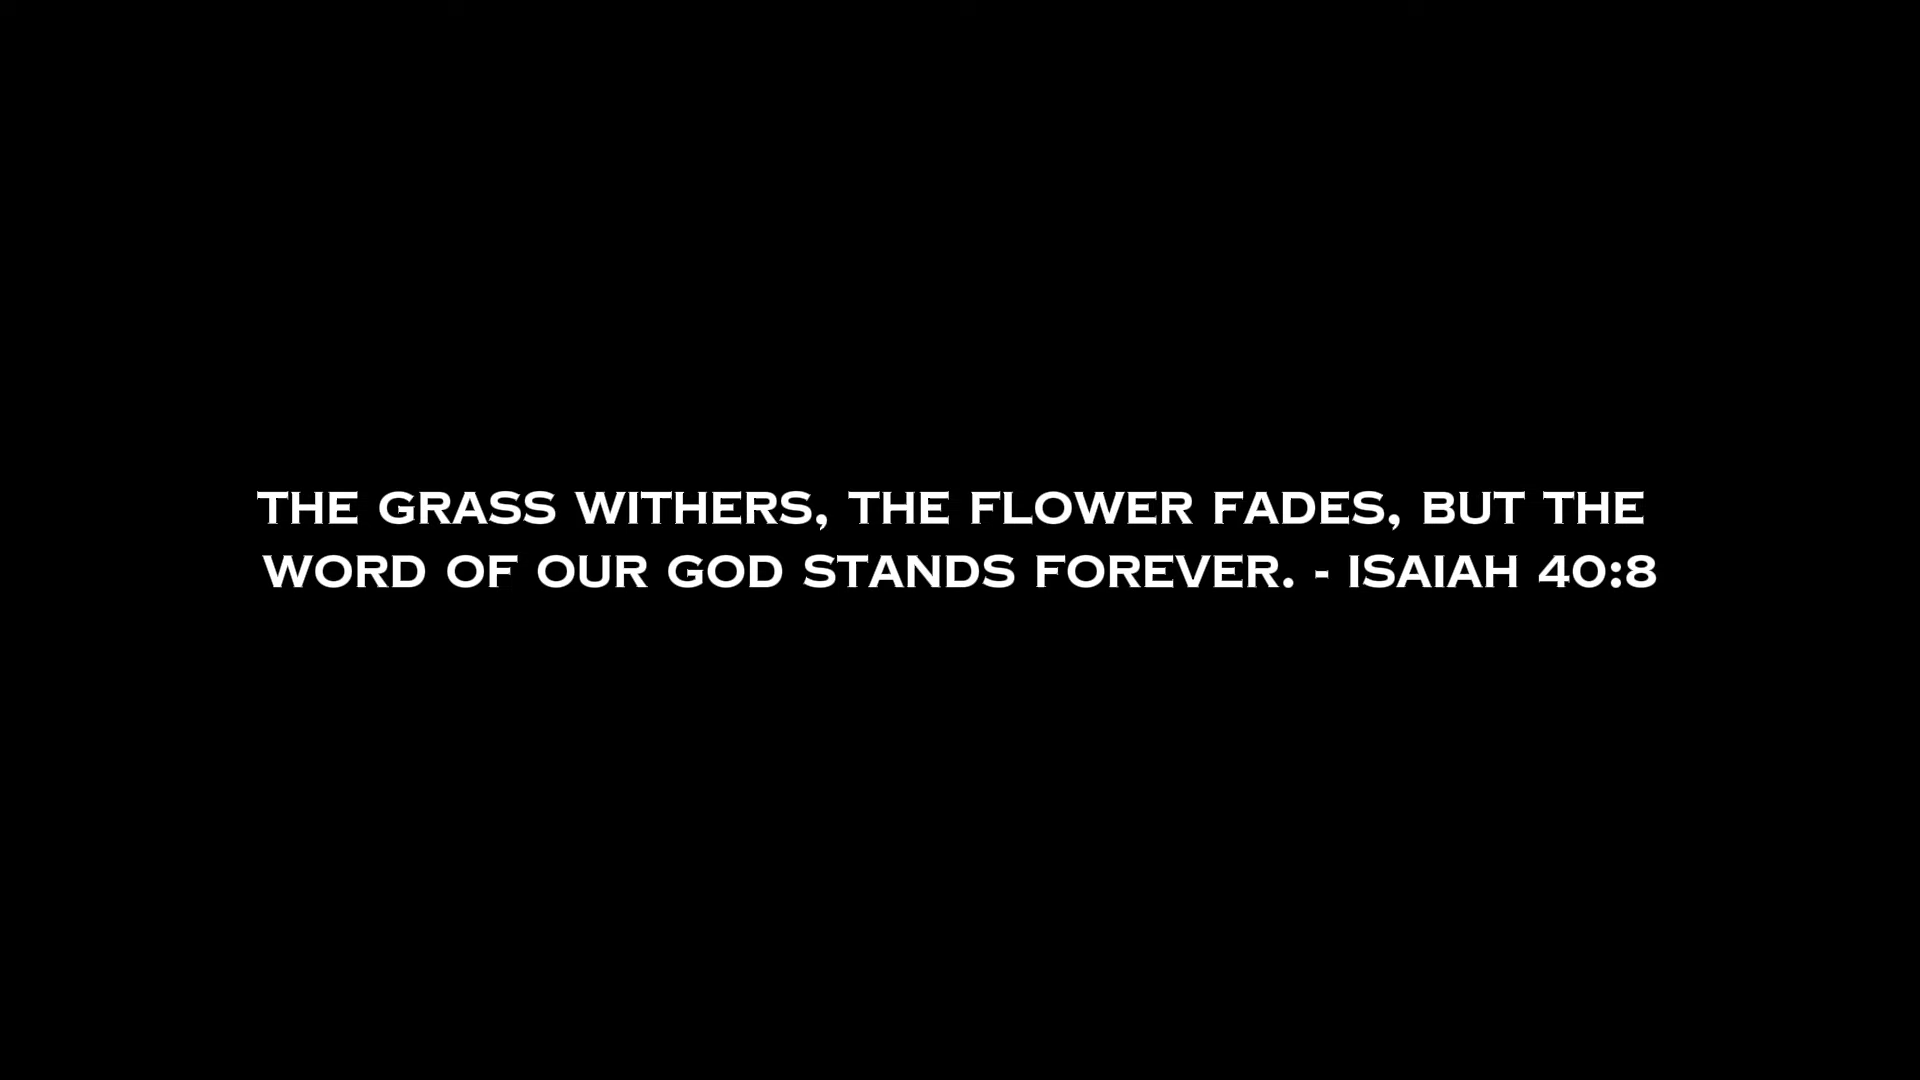 THE GRASS WITHERS, THE FLOWER FADES, BUT THE
WORD OF OUR GOD STANDS FOREVER. - ISAIAH 40:8